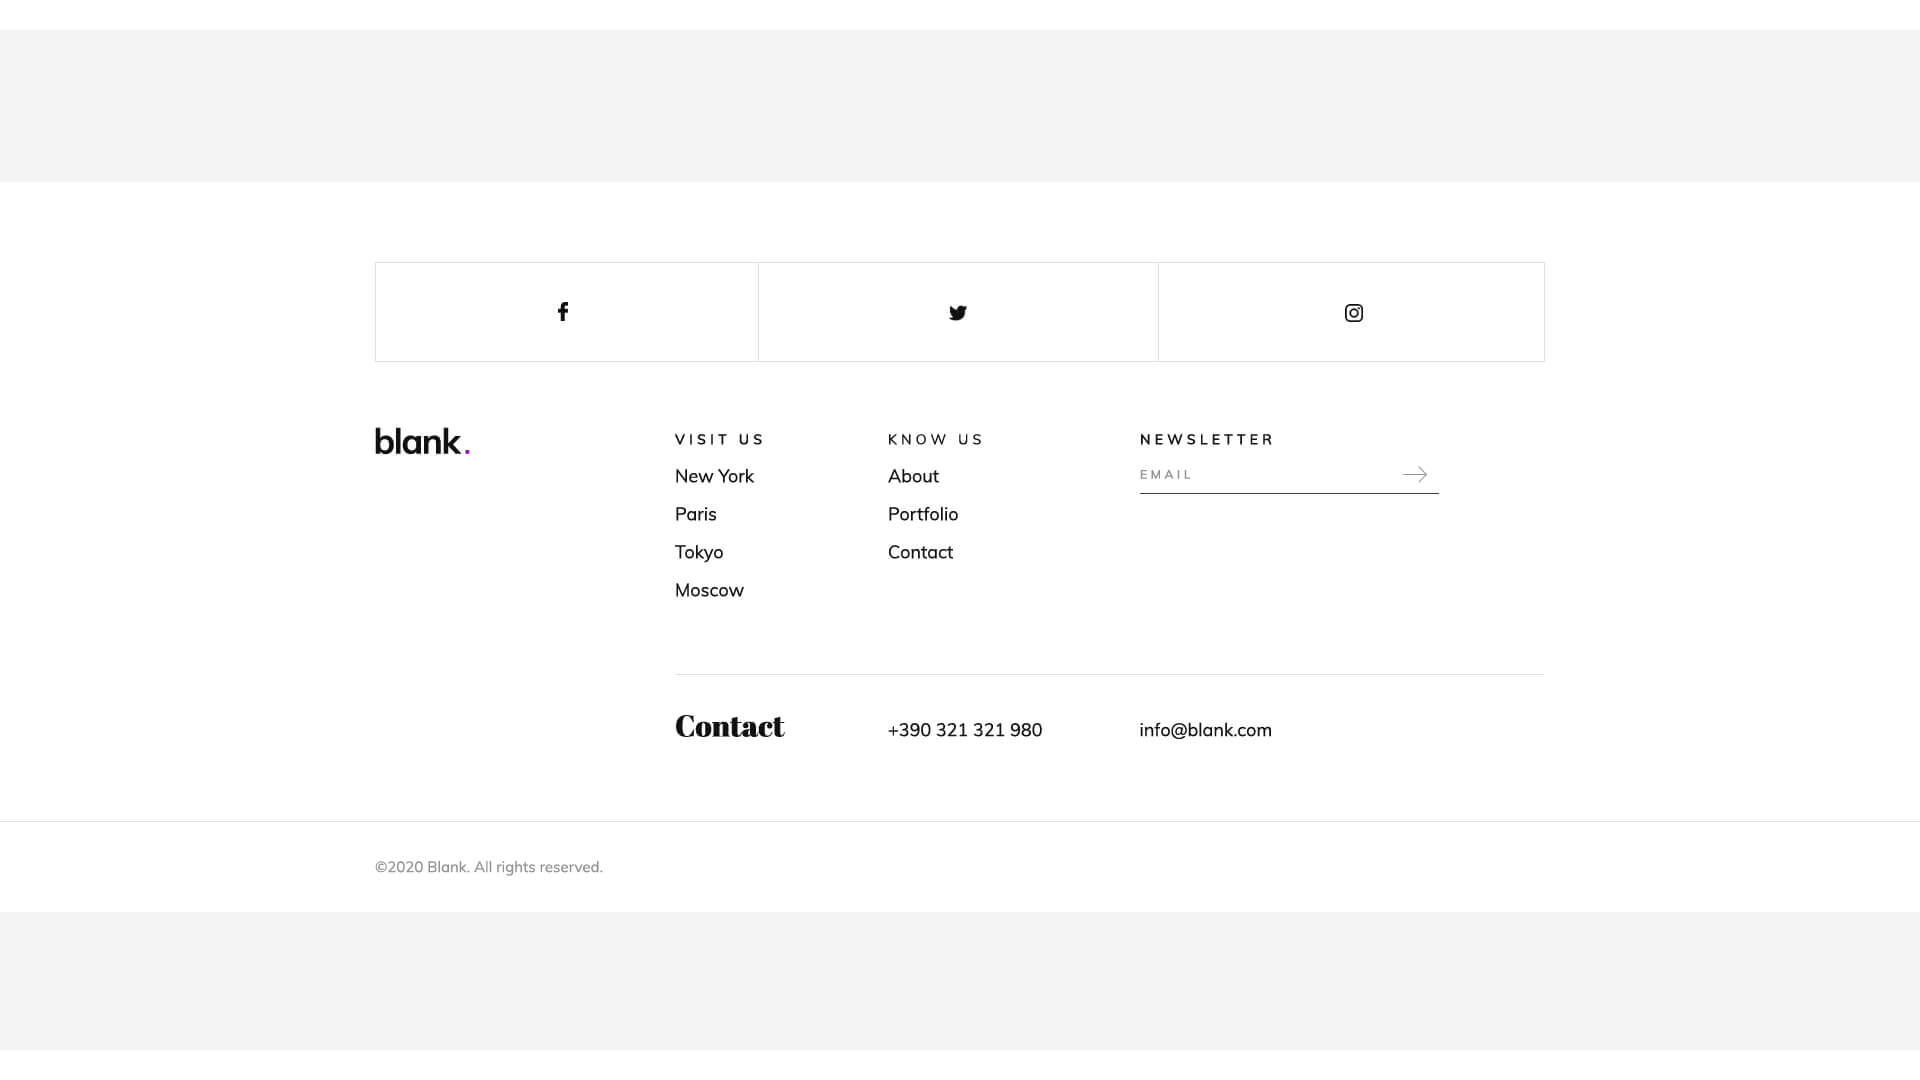 blank.
VISIT US
New York
Paris
Tokyo
Moscow
KNOW US
About
Portfolio
Contact
NEWSLETTER
EMAIL
Contact
+390 321 321 980
info@blank.com
©2020 Blank. All rights reserved.